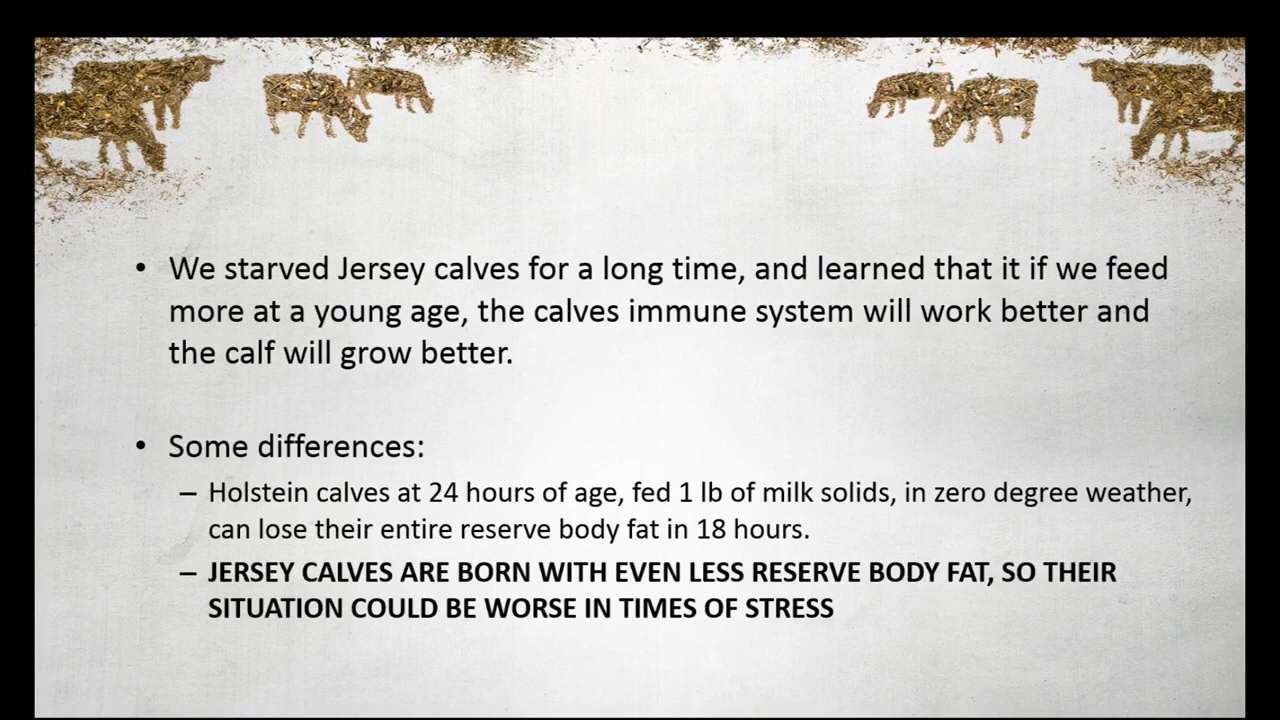 • We starved Jersey calves for a long time, and learned that it if we feed
more at a young age, the calves immune system will work better and
the calf will grow better.
• Some differences:
– Holstein calves at 24 hours of age, fed 1 lb of milk solids, in zero degree weather,
can lose their entire reserve body fat in 18 hours.
– JERSEY CALVES ARE BORN WITH EVEN LESS RESERVE BODY FAT, SO THEIR
SITUATION COULD BE WORSE IN TIMES OF STRESS